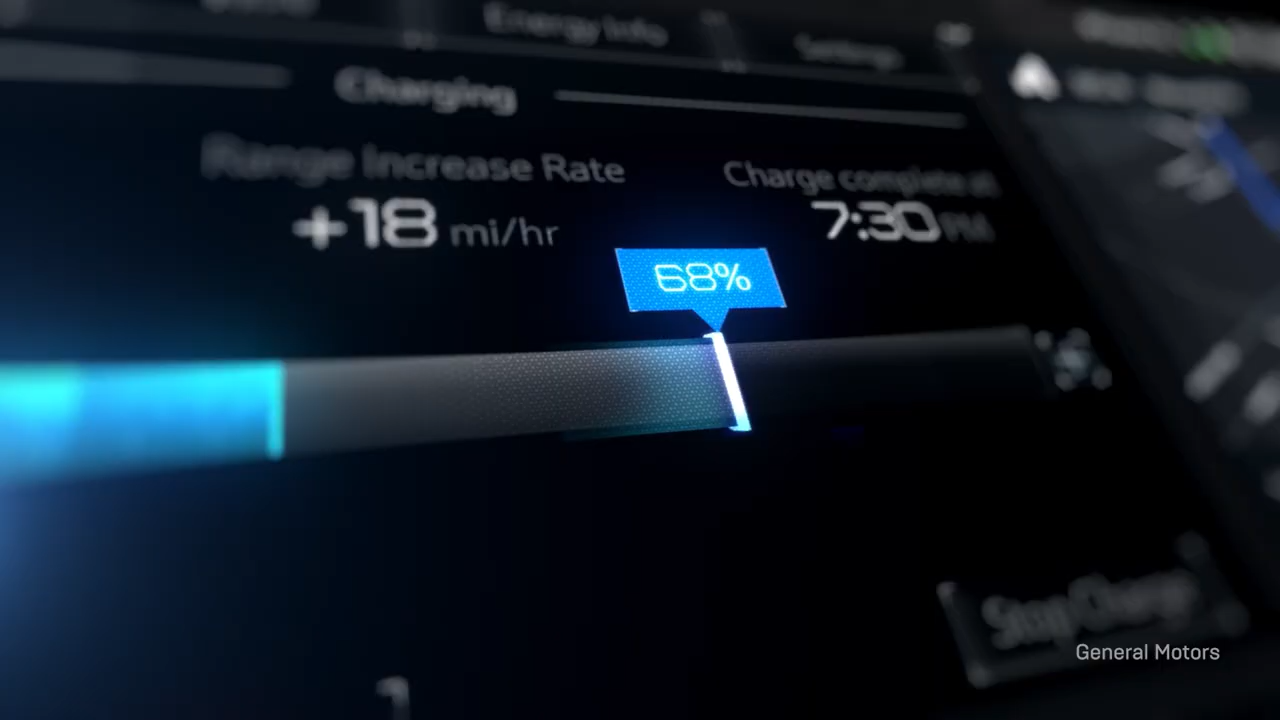 Energy Info
Settings
Charging
Range Increase Rate
Charge complete at
+18 mi/hr
7:30 PM
68%
Stop Charge
General Motors